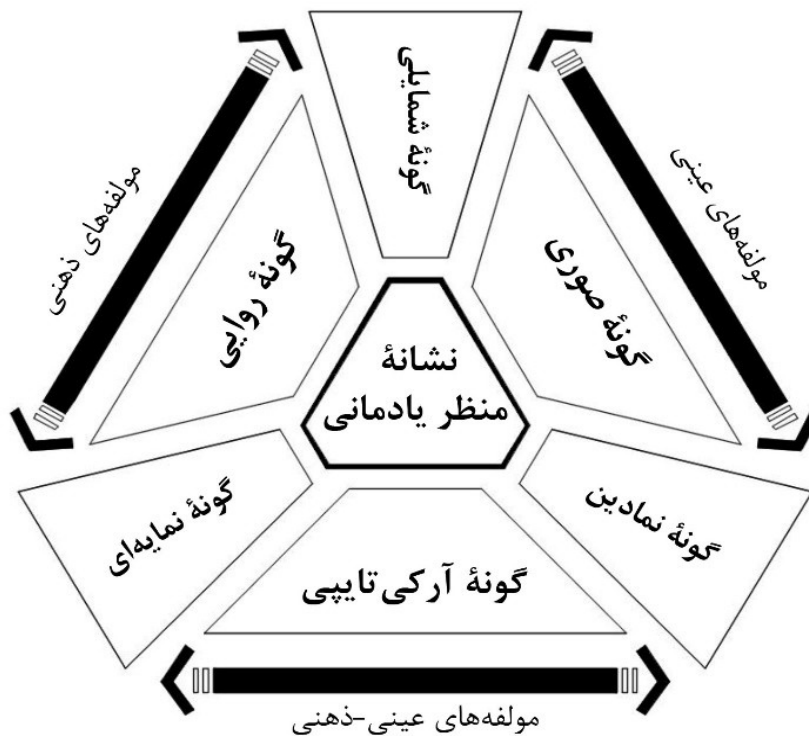 گونهٔ شمایلی
مولفه‌های عینی
مولفه‌های ذهنی
گونهٔ صوری
گونهٔ روایی
نشانهٔ
منظر یادمانی
گونهٔ نمادین
گونهٔ نمایه‌ای
گونهٔ آرکی‌تایپی
مولفه‌های عینی-ذهنی